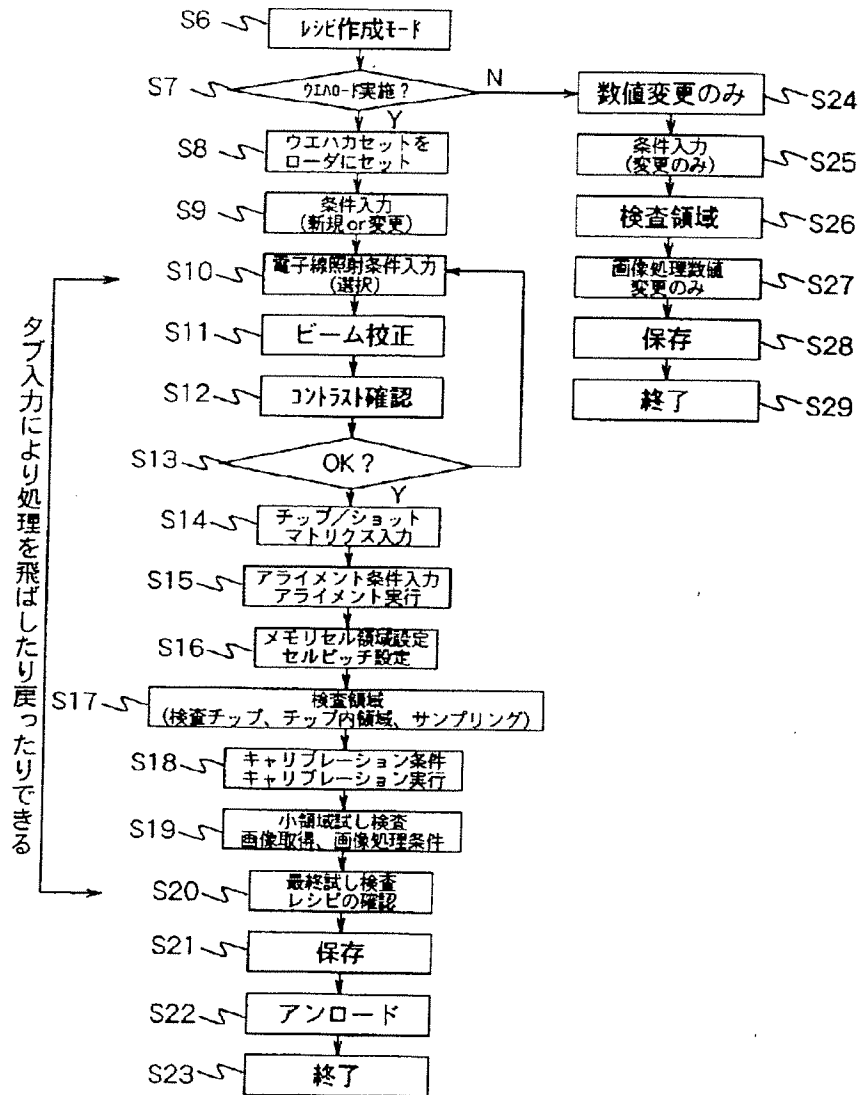 S6
レシピ作成モード
S7
ウエハロード実施？
N
Y
S8
ウエハカセットを
ローダにセット
S9
条件入力
(新規or変更)
S10
電子線照射条件入力
(選択)
S11
ビーム校正
S12
コントラスト確認
S13
OK？
Y
S14
チップ／ショット
マトリクス入力
S15
アライメント条件入力
アライメント実行
S16
メモリセル領域設定
セルピッチ設定
S17
検査領域
(検査チップ、チップ内領域、サンプリング)
S18
キャリブレーション条件
キャリブレーション実行
S19
小領域試し検査
画像取得、画像処理条件
S20
最終試し検査
レシピの確認
S21
保存
S22
アンロード
S23
終了
数値変更のみ
S24
条件入力
(変更のみ)
S25
検査領域
S26
画像処理数値
変更のみ
S27
保存
S28
終了
S29
タブ入力により処理を飛ばしたり戻ったりできる